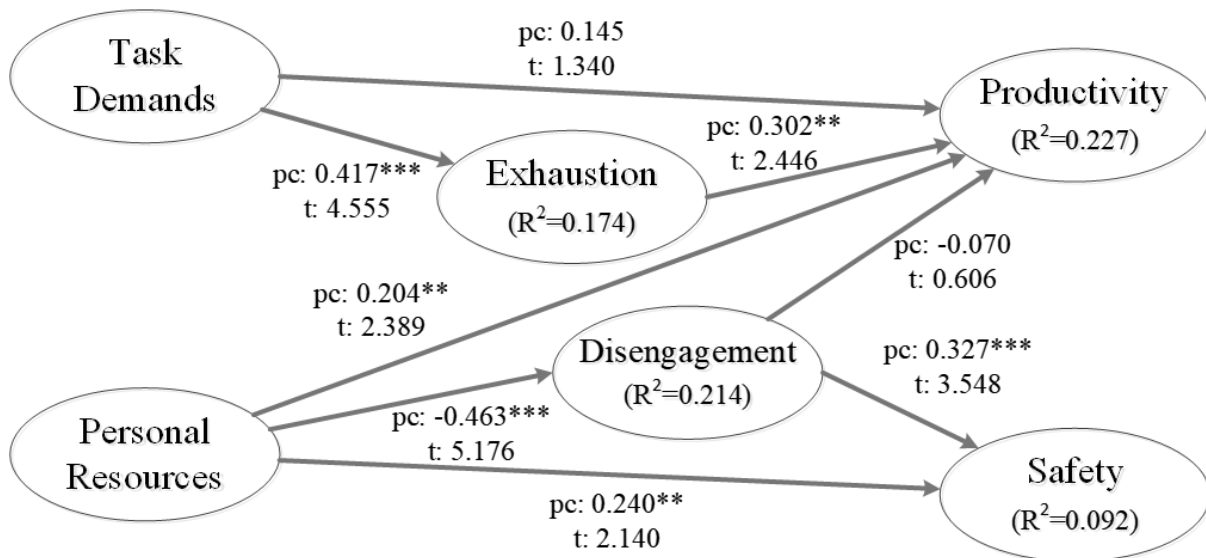 Task
Demands
pc: 0.145
t: 1.340
Productivity
(R²=0.227)
pc: 0.417***
t: 4.555
Exhaustion
(R²=0.174)
pc: 0.302**
t: 2.446
pc: 0.204**
t: 2.389
pc: -0.070
t: 0.606
Disengagement
(R²=0.214)
pc: 0.327***
t: 3.548
Personal
Resources
pc: -0.463***
t: 5.176
pc: 0.240**
t: 2.140
Safety
(R²=0.092)